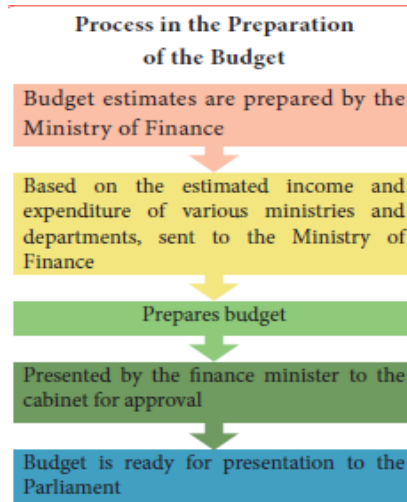 Process in the Preparation
of the Budget
Budget estimates are prepared by the
Ministry of Finance
Based on the estimated income and
expenditure of various ministries and
departments, sent to the Ministry of
Finance
Prepares budget
Presented by the finance minister to the
cabinet for approval
Budget is ready for presentation to the
Parliament